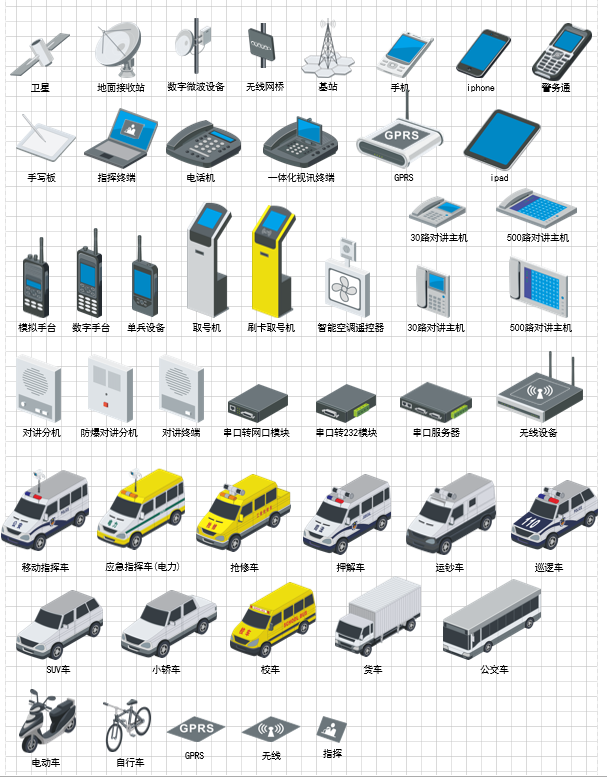 卫星 地面接收站 数字微波设备 无线网桥 基站 手机 iphone 警务通
GPRS
手写板 指挥终端 电话机 一体化视讯终端 GPRS ipad
30路对讲主机 500路对讲主机
模拟手台 数字手台 单兵设备 取号机 刷卡取号机 智能空调遥控器 30路对讲主机 500路对讲主机
对讲分机 防爆对讲分机 对讲终端 串口转网口模块 串口转232模块 串口服务器 无线设备
110
移动指挥车 应急指挥车(电力) 抢修车 押解车 运钞车 巡逻车
SCHOOL BUS
校车
SUV车 小轿车 校车 货车 公交车
GPRS
电动车 自行车 GPRS 无线 指挥